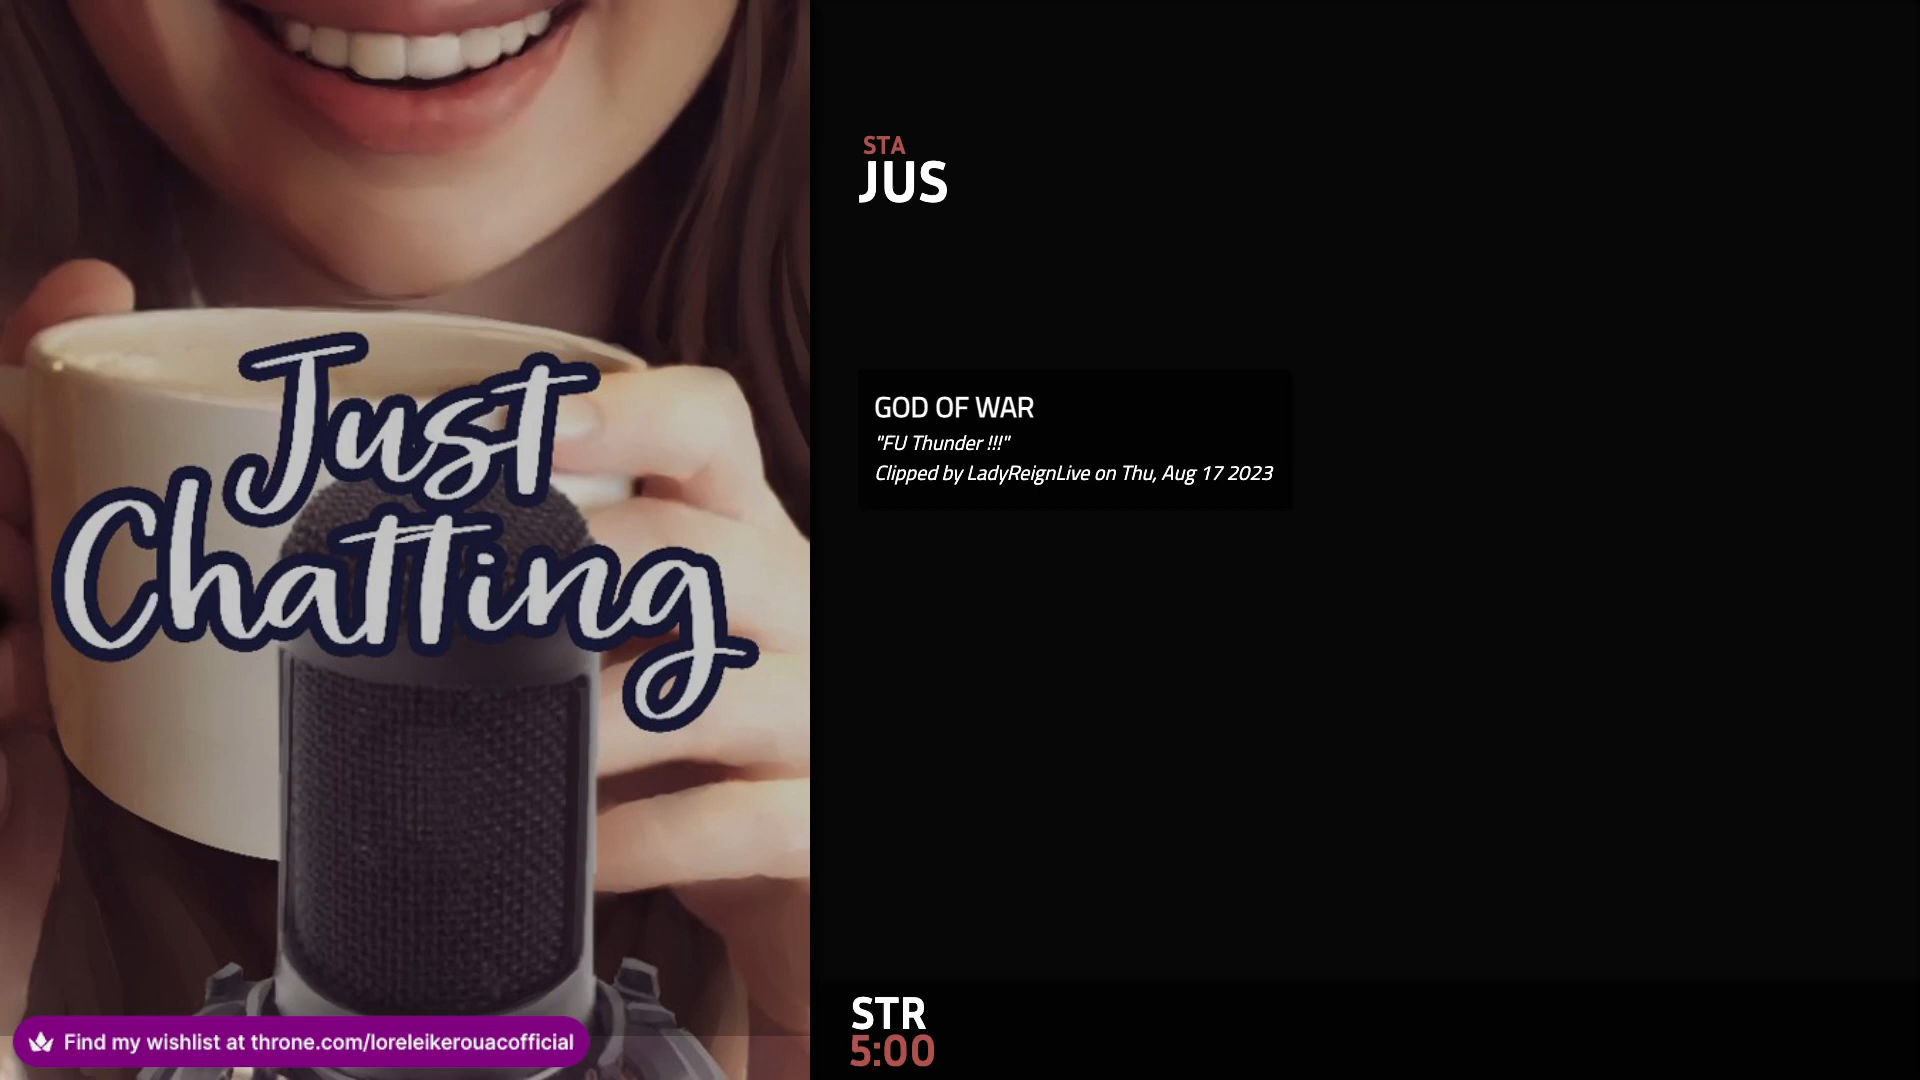 Just
Chatting
Find my wishlist at throne.com/loreleikerouacofficial
STA
JUS
GOD OF WAR
"FU Thunder !!!"
Clipped by LadyReignLive on Thu, Aug 17 2023
STR
5:00